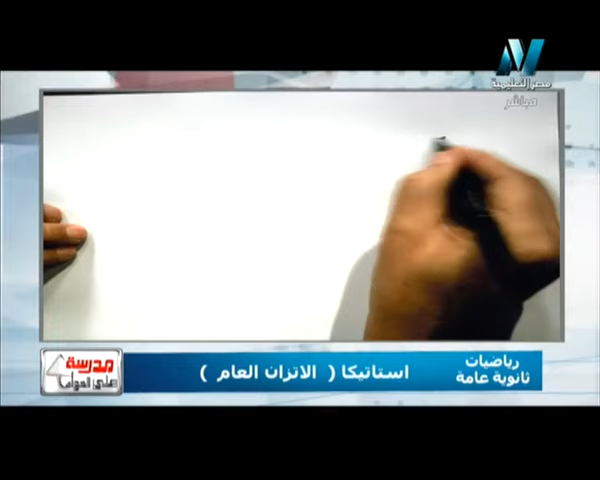 مصر التعليمية
مباشر
رياضيات
ثانوية عامة
استاتيكا ( الاتزان العام )
مدرسة
على الهواء